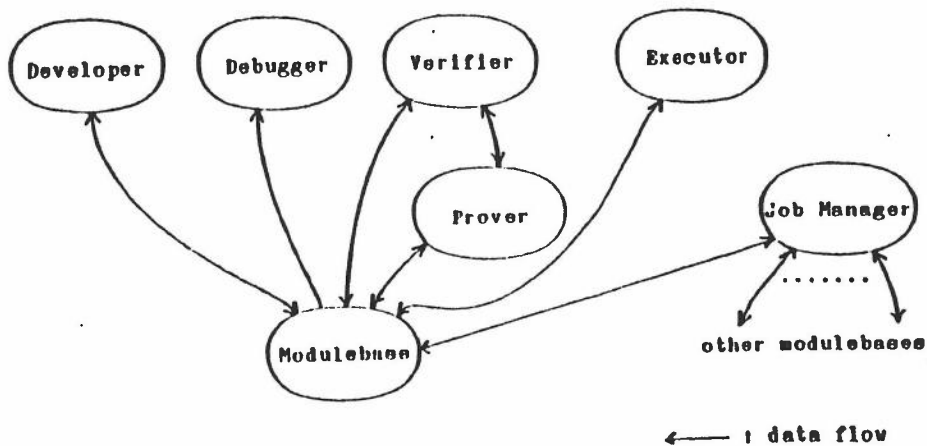 Developer
Debugger
Verifier
Executor
Prover
Job Manager
.......
Modulebase
other modulebases
: data flow